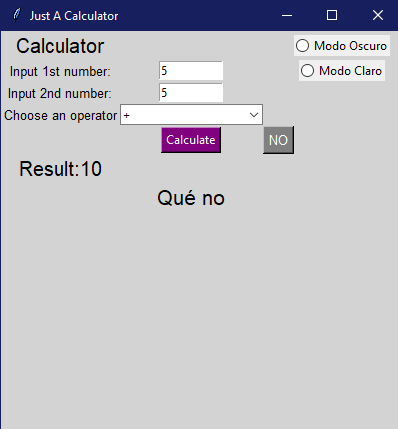 Just A Calculator
Calculator
Modo Oscuro
Input 1st number:
5
Modo Claro
Input 2nd number:
5
Choose an operator
+
Calculate
NO
Result:10
Qué no